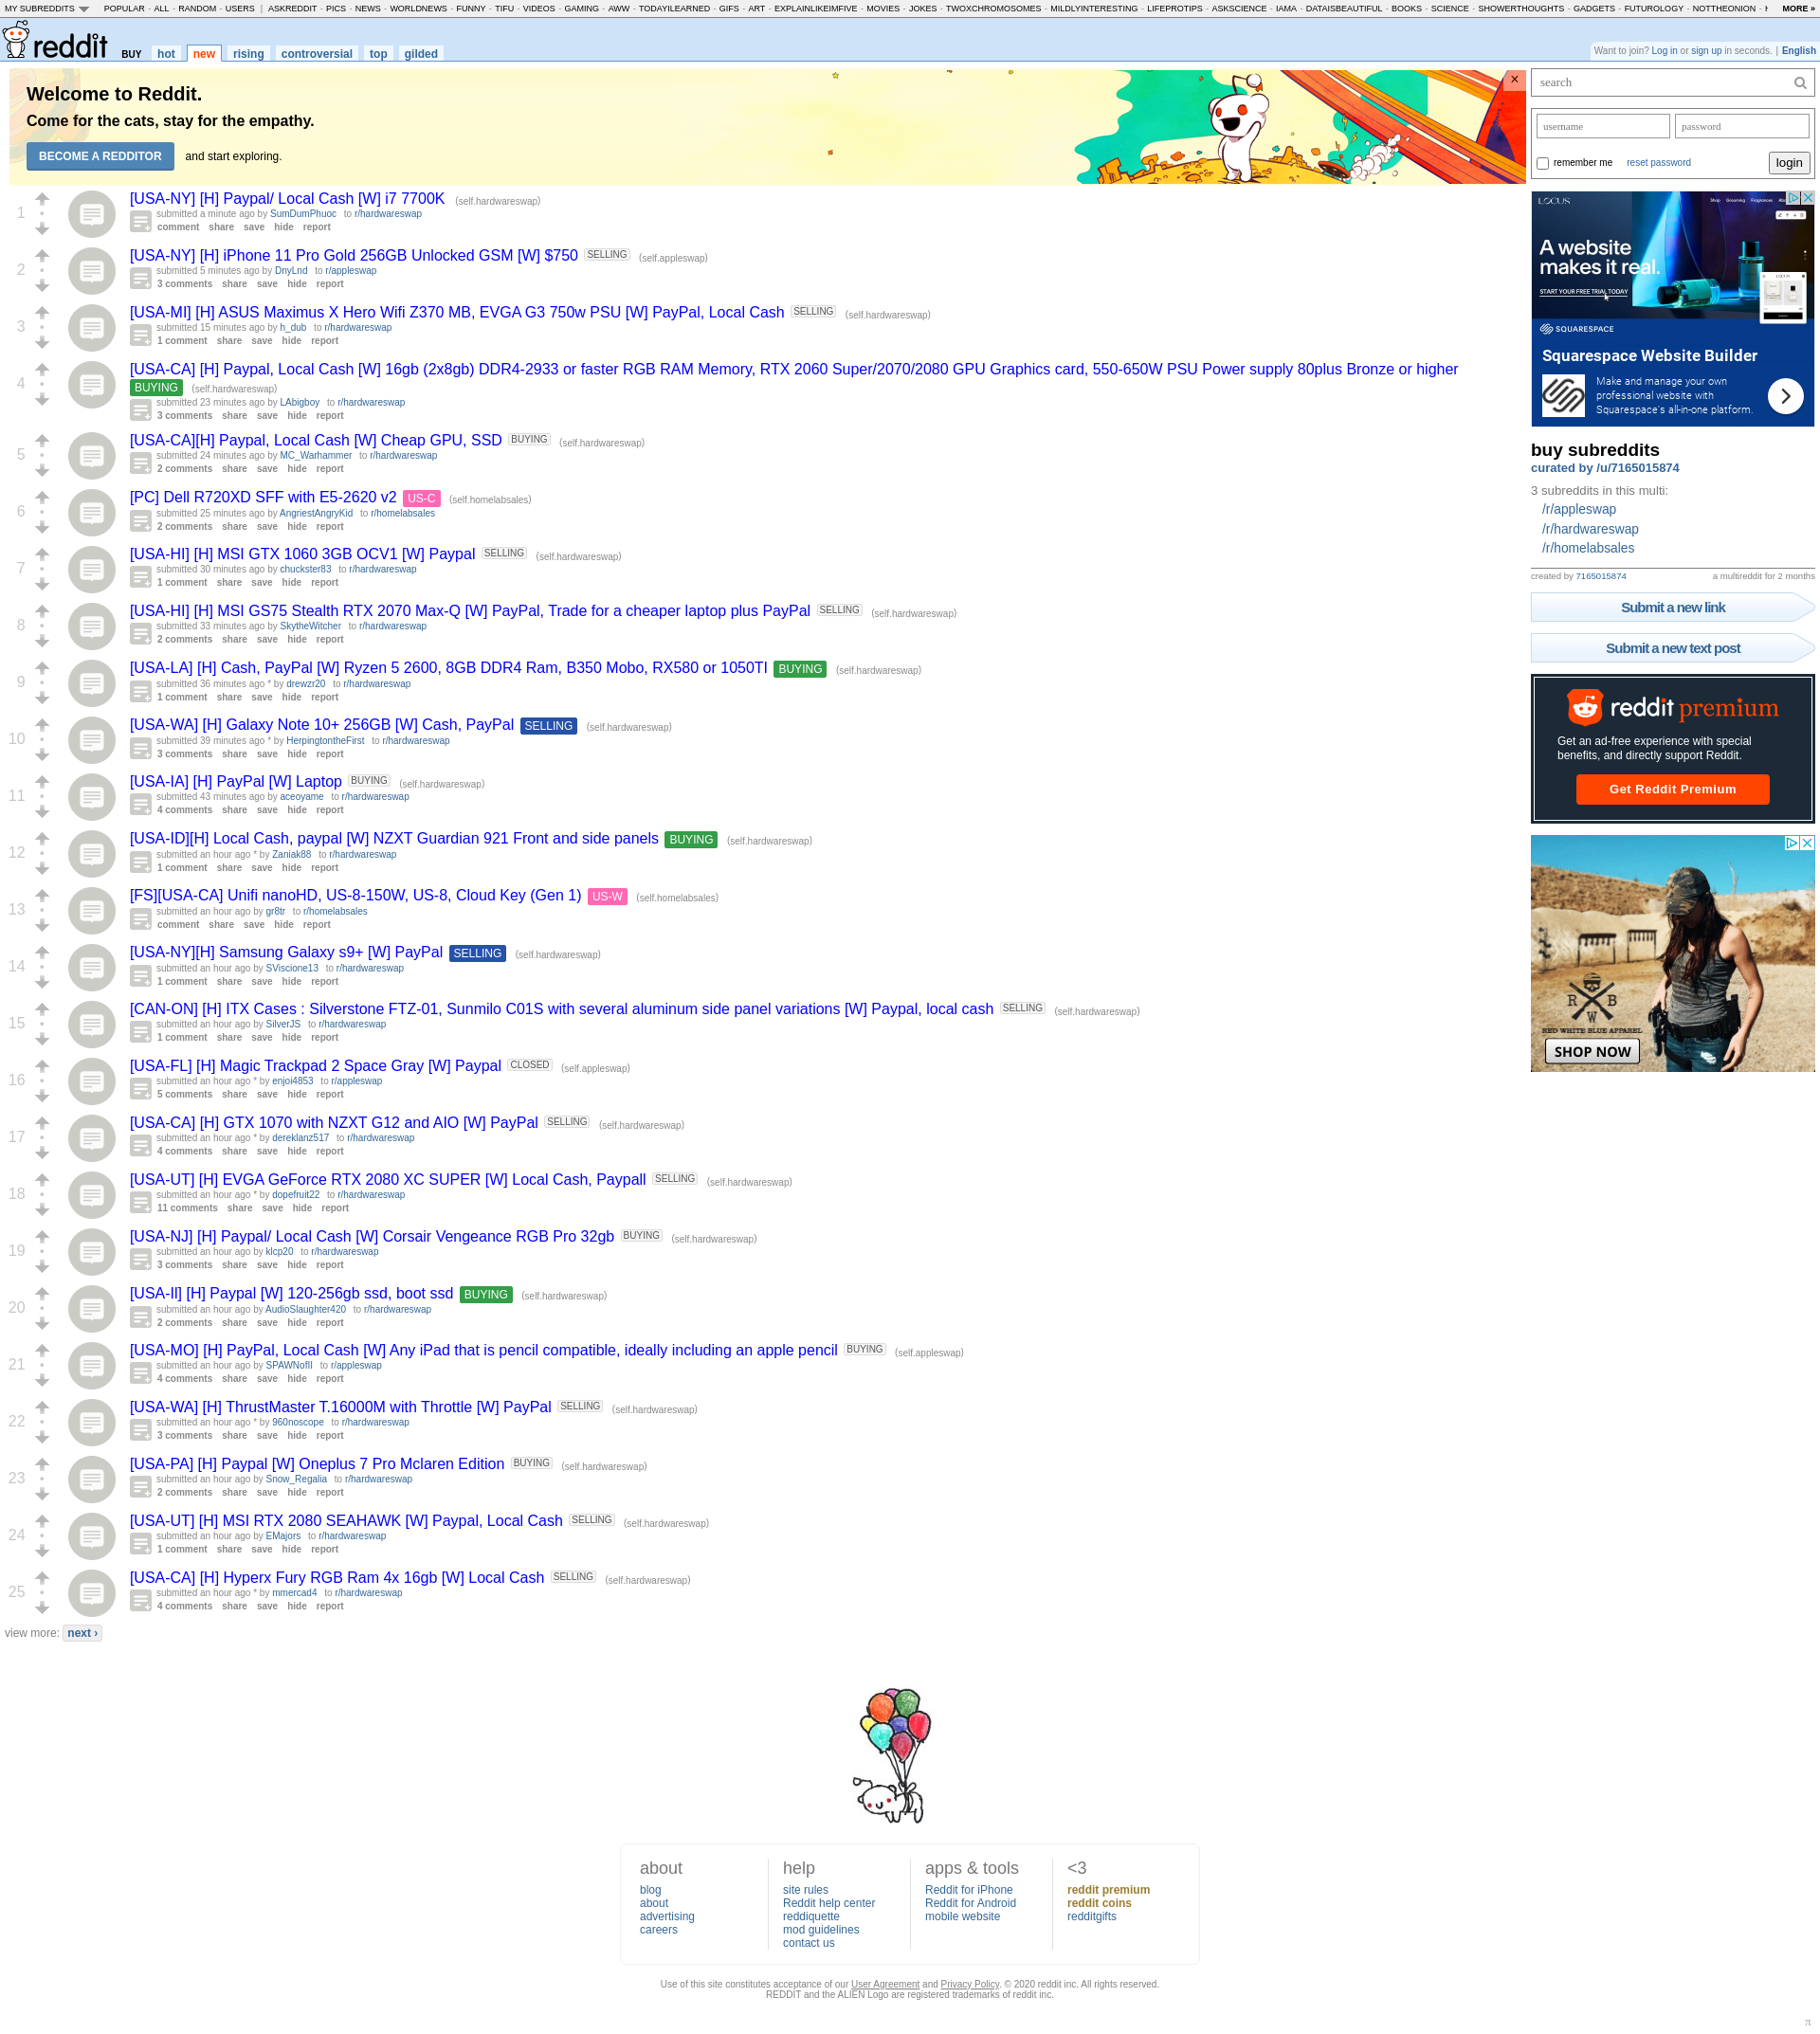 MY SUBREDDITS POPULAR - ALL - RANDOM - USERS | ASKREDDIT - PICS - NEWS - WORLDNEWS - FUNNY - TIFU - VIDEOS - GAMING - AWW - TODAYILEARNED - GIFS - ART - EXPLAINLIKEIMFIVE - MOVIES - JOKES - TWOXCHROMOSOMES - MILDLYINTERESTING - LIFEPROTIPS - ASKSCIENCE - IAMA - DATAISBEAUTIFUL - BOOKS - SCIENCE - SHOWERTHOUGHTS - GADGETS - FUTUROLOGY - NOTTHEONION - MORE »
reddit BUY hot new rising controversial top gilded
Want to join? Log in or sign up in seconds. | English
Welcome to Reddit.
Come for the cats, stay for the empathy.
BECOME A REDDITOR and start exploring.
×
1
[USA-NY] [H] Paypal/ Local Cash [W] i7 7700K (self.hardwareswap)
submitted a minute ago by SumDumPhuoc to r/hardwareswap
comment share save hide report
2
[USA-NY] [H] iPhone 11 Pro Gold 256GB Unlocked GSM [W] $750 SELLING (self.appleswap)
submitted 5 minutes ago by DnyLnd to r/appleswap
3 comments share save hide report
3
[USA-MI] [H] ASUS Maximus X Hero Wifi Z370 MB, EVGA G3 750w PSU [W] PayPal, Local Cash SELLING (self.hardwareswap)
submitted 15 minutes ago by h_dub to r/hardwareswap
1 comment share save hide report
4
[USA-CA] [H] Paypal, Local Cash [W] 16gb (2x8gb) DDR4-2933 or faster RGB RAM Memory, RTX 2060 Super/2070/2080 GPU Graphics card, 550-650W PSU Power supply 80plus Bronze or higher
BUYING (self.hardwareswap)
submitted 23 minutes ago by LAbigboy to r/hardwareswap
3 comments share save hide report
5
[USA-CA][H] Paypal, Local Cash [W] Cheap GPU, SSD BUYING (self.hardwareswap)
submitted 24 minutes ago by MC_Warhammer to r/hardwareswap
2 comments share save hide report
6
[PC] Dell R720XD SFF with E5-2620 v2 US-C (self.homelabsales)
submitted 25 minutes ago by AngriestAngryKid to r/homelabsales
2 comments share save hide report
7
[USA-HI] [H] MSI GTX 1060 3GB OCV1 [W] Paypal SELLING (self.hardwareswap)
submitted 30 minutes ago by chuckster83 to r/hardwareswap
1 comment share save hide report
8
[USA-HI] [H] MSI GS75 Stealth RTX 2070 Max-Q [W] PayPal, Trade for a cheaper laptop plus PayPal SELLING (self.hardwareswap)
submitted 33 minutes ago by SkytheWitcher to r/hardwareswap
2 comments share save hide report
9
[USA-LA] [H] Cash, PayPal [W] Ryzen 5 2600, 8GB DDR4 Ram, B350 Mobo, RX580 or 1050TI BUYING (self.hardwareswap)
submitted 36 minutes ago * by drewzr20 to r/hardwareswap
1 comment share save hide report
10
[USA-WA] [H] Galaxy Note 10+ 256GB [W] Cash, PayPal SELLING (self.hardwareswap)
submitted 39 minutes ago * by HerpingtontheFirst to r/hardwareswap
3 comments share save hide report
11
[USA-IA] [H] PayPal [W] Laptop BUYING (self.hardwareswap)
submitted 43 minutes ago by aceoyame to r/hardwareswap
4 comments share save hide report
12
[USA-ID][H] Local Cash, paypal [W] NZXT Guardian 921 Front and side panels BUYING (self.hardwareswap)
submitted an hour ago * by Zaniak88 to r/hardwareswap
1 comment share save hide report
13
[FS][USA-CA] Unifi nanoHD, US-8-150W, US-8, Cloud Key (Gen 1) US-W (self.homelabsales)
submitted an hour ago by gr8tr to r/homelabsales
comment share save hide report
14
[USA-NY][H] Samsung Galaxy s9+ [W] PayPal SELLING (self.hardwareswap)
submitted an hour ago by SViscione13 to r/hardwareswap
1 comment share save hide report
15
[CAN-ON] [H] ITX Cases : Silverstone FTZ-01, Sunmilo C01S with several aluminum side panel variations [W] Paypal, local cash SELLING (self.hardwareswap)
submitted an hour ago by SilverJS to r/hardwareswap
1 comment share save hide report
16
[USA-FL] [H] Magic Trackpad 2 Space Gray [W] Paypal CLOSED (self.appleswap)
submitted an hour ago * by enjoi4853 to r/appleswap
5 comments share save hide report
17
[USA-CA] [H] GTX 1070 with NZXT G12 and AIO [W] PayPal SELLING (self.hardwareswap)
submitted an hour ago * by dereklanz517 to r/hardwareswap
4 comments share save hide report
18
[USA-UT] [H] EVGA GeForce RTX 2080 XC SUPER [W] Local Cash, Paypall SELLING (self.hardwareswap)
submitted an hour ago * by dopefruit22 to r/hardwareswap
11 comments share save hide report
19
[USA-NJ] [H] Paypal/ Local Cash [W] Corsair Vengeance RGB Pro 32gb BUYING (self.hardwareswap)
submitted an hour ago by klcp20 to r/hardwareswap
3 comments share save hide report
20
[USA-Il] [H] Paypal [W] 120-256gb ssd, boot ssd BUYING (self.hardwareswap)
submitted an hour ago by AudioSlaughter420 to r/hardwareswap
2 comments share save hide report
21
[USA-MO] [H] PayPal, Local Cash [W] Any iPad that is pencil compatible, ideally including an apple pencil BUYING (self.appleswap)
submitted an hour ago by SPAWNofII to r/appleswap
4 comments share save hide report
22
[USA-WA] [H] ThrustMaster T.16000M with Throttle [W] PayPal SELLING (self.hardwareswap)
submitted an hour ago * by 960noscope to r/hardwareswap
3 comments share save hide report
23
[USA-PA] [H] Paypal [W] Oneplus 7 Pro Mclaren Edition BUYING (self.hardwareswap)
submitted an hour ago by Snow_Regalia to r/hardwareswap
2 comments share save hide report
24
[USA-UT] [H] MSI RTX 2080 SEAHAWK [W] Paypal, Local Cash SELLING (self.hardwareswap)
submitted an hour ago by EMajors to r/hardwareswap
1 comment share save hide report
25
[USA-CA] [H] Hyperx Fury RGB Ram 4x 16gb [W] Local Cash SELLING (self.hardwareswap)
submitted an hour ago * by mmercad4 to r/hardwareswap
4 comments share save hide report
view more: next ›
search
username password
remember me reset password login
LOCUS
A website
makes it real.
START YOUR FREE TRIAL TODAY
SQUARESPACE
Squarespace Website Builder
Make and manage your own
professional website with
Squarespace's all-in-one platform.
buy subreddits
curated by /u/7165015874
3 subreddits in this multi:
/r/appleswap
/r/hardwareswap
/r/homelabsales
created by 7165015874 a multireddit for 2 months
Submit a new link
Submit a new text post
reddit premium
Get an ad-free experience with special
benefits, and directly support Reddit.
Get Reddit Premium
R B
W
RED WHITE BLUE APPAREL
SHOP NOW
about
blog
about
advertising
careers
help
site rules
Reddit help center
reddiquette
mod guidelines
contact us
apps & tools
Reddit for iPhone
Reddit for Android
mobile website
<3
reddit premium
reddit coins
redditgifts
Use of this site constitutes acceptance of our User Agreement and Privacy Policy. © 2020 reddit inc. All rights reserved.
REDDIT and the ALIEN Logo are registered trademarks of reddit inc.
π